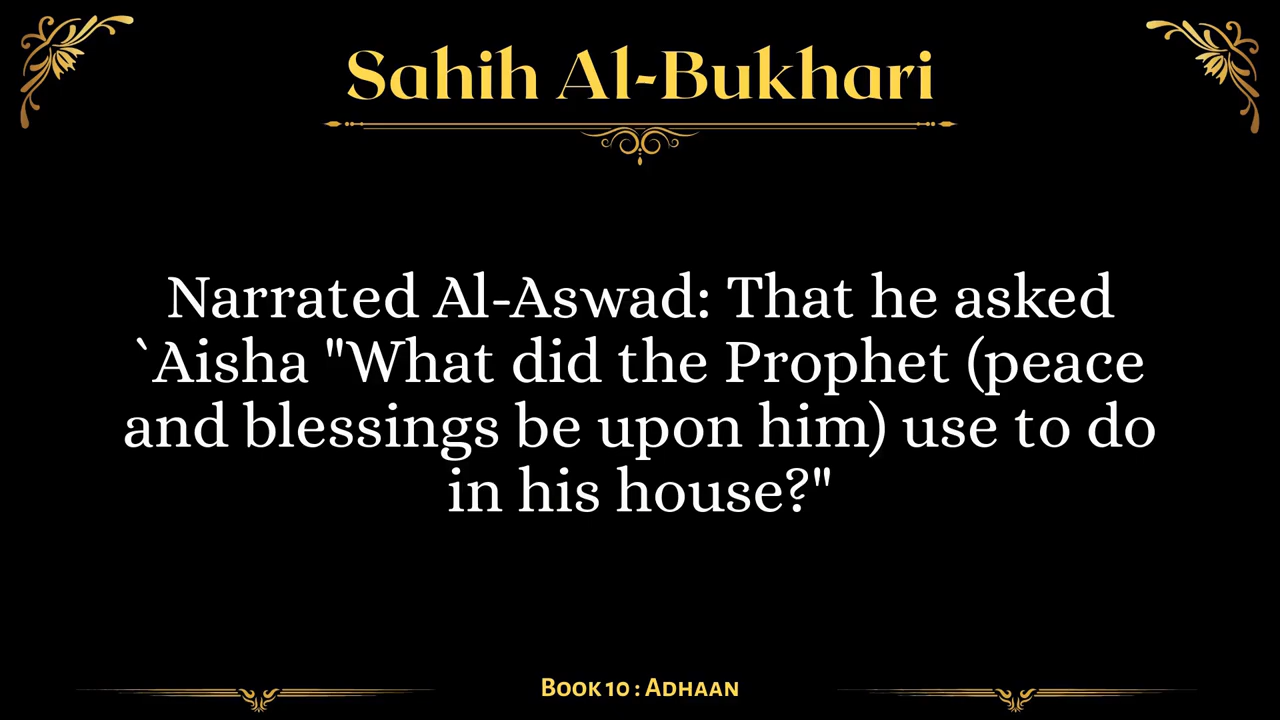 Sahih Al-Bukhari
Narrated Al-Aswad: That he asked
`Aisha "What did the Prophet (peace
and blessings be upon him) use to do
in his house?"
Book 10 : Adhaan